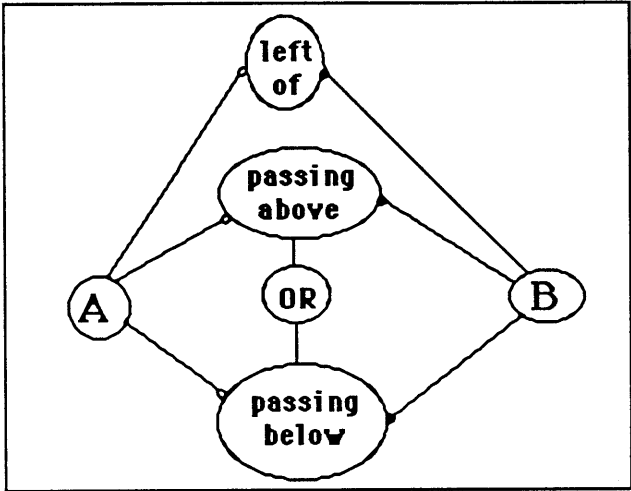 left
of
passing
above
A
OR
B
passing
below